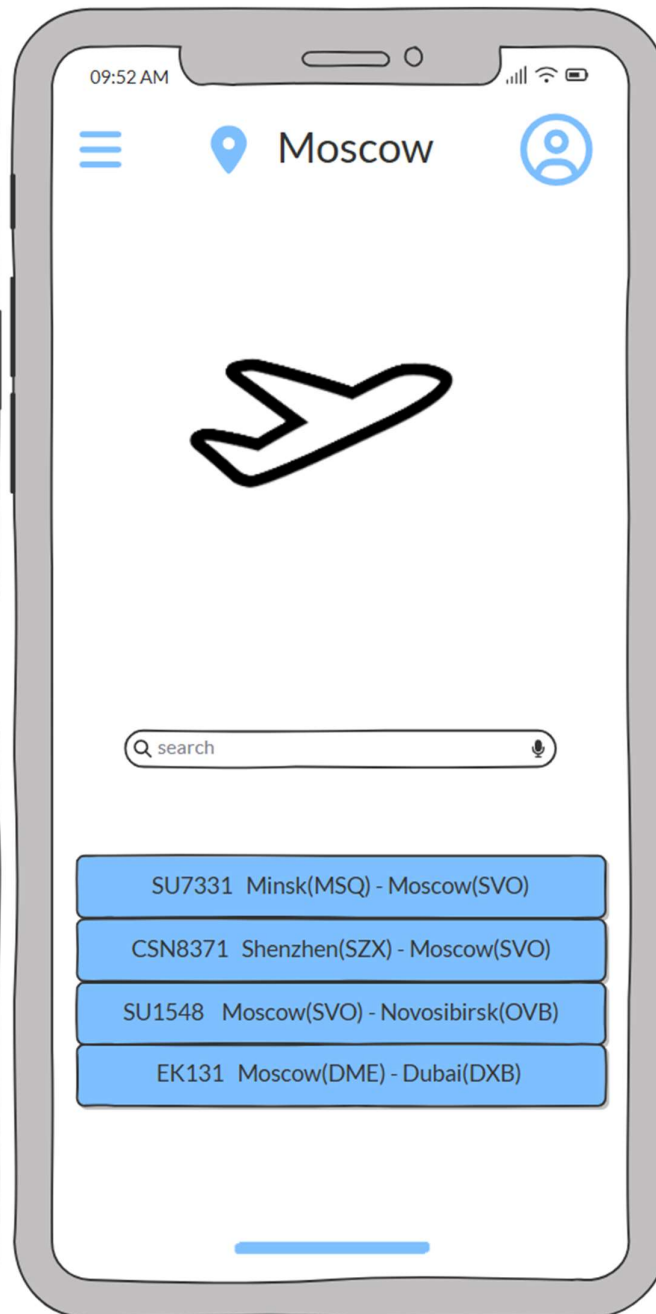 09:52 AM
Moscow
search
SU7331 Minsk(MSQ) - Moscow(SVO)
CSN8371 Shenzhen(SZX) - Moscow(SVO)
SU1548 Moscow(SVO) - Novosibirsk(OVB)
EK131 Moscow(DME) - Dubai(DXB)